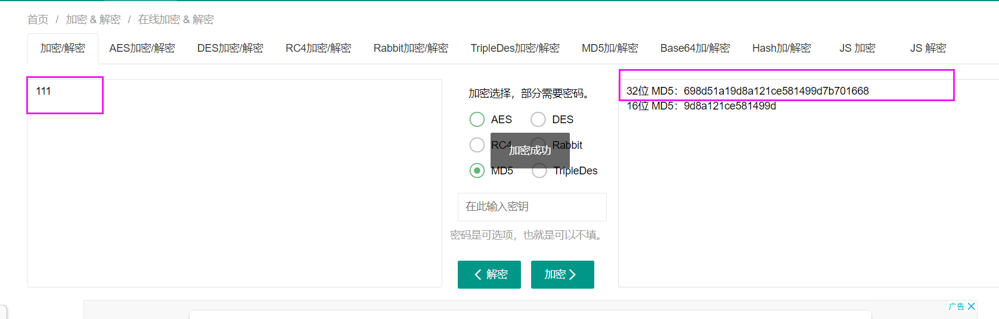 首页 / 加密 & 解密 / 在线加密 & 解密
加密/解密 AES加密/解密 DES加密/解密 RC4加密/解密 Rabbit加密/解密 TripleDes加密/解密 MD5加/解密 Base64加/解密 Hash加/解密 JS 加密 JS 解密
111
加密选择，部分需要密码。
AES DES
RC4 Rabbit
加密成功
MD5 TripleDes
在此输入密钥
密码是可选项，也就是可以不填。
解密 加密
32位 MD5：698d51a19d8a121ce581499d7b701668
16位 MD5：9d8a121ce581499d
广告